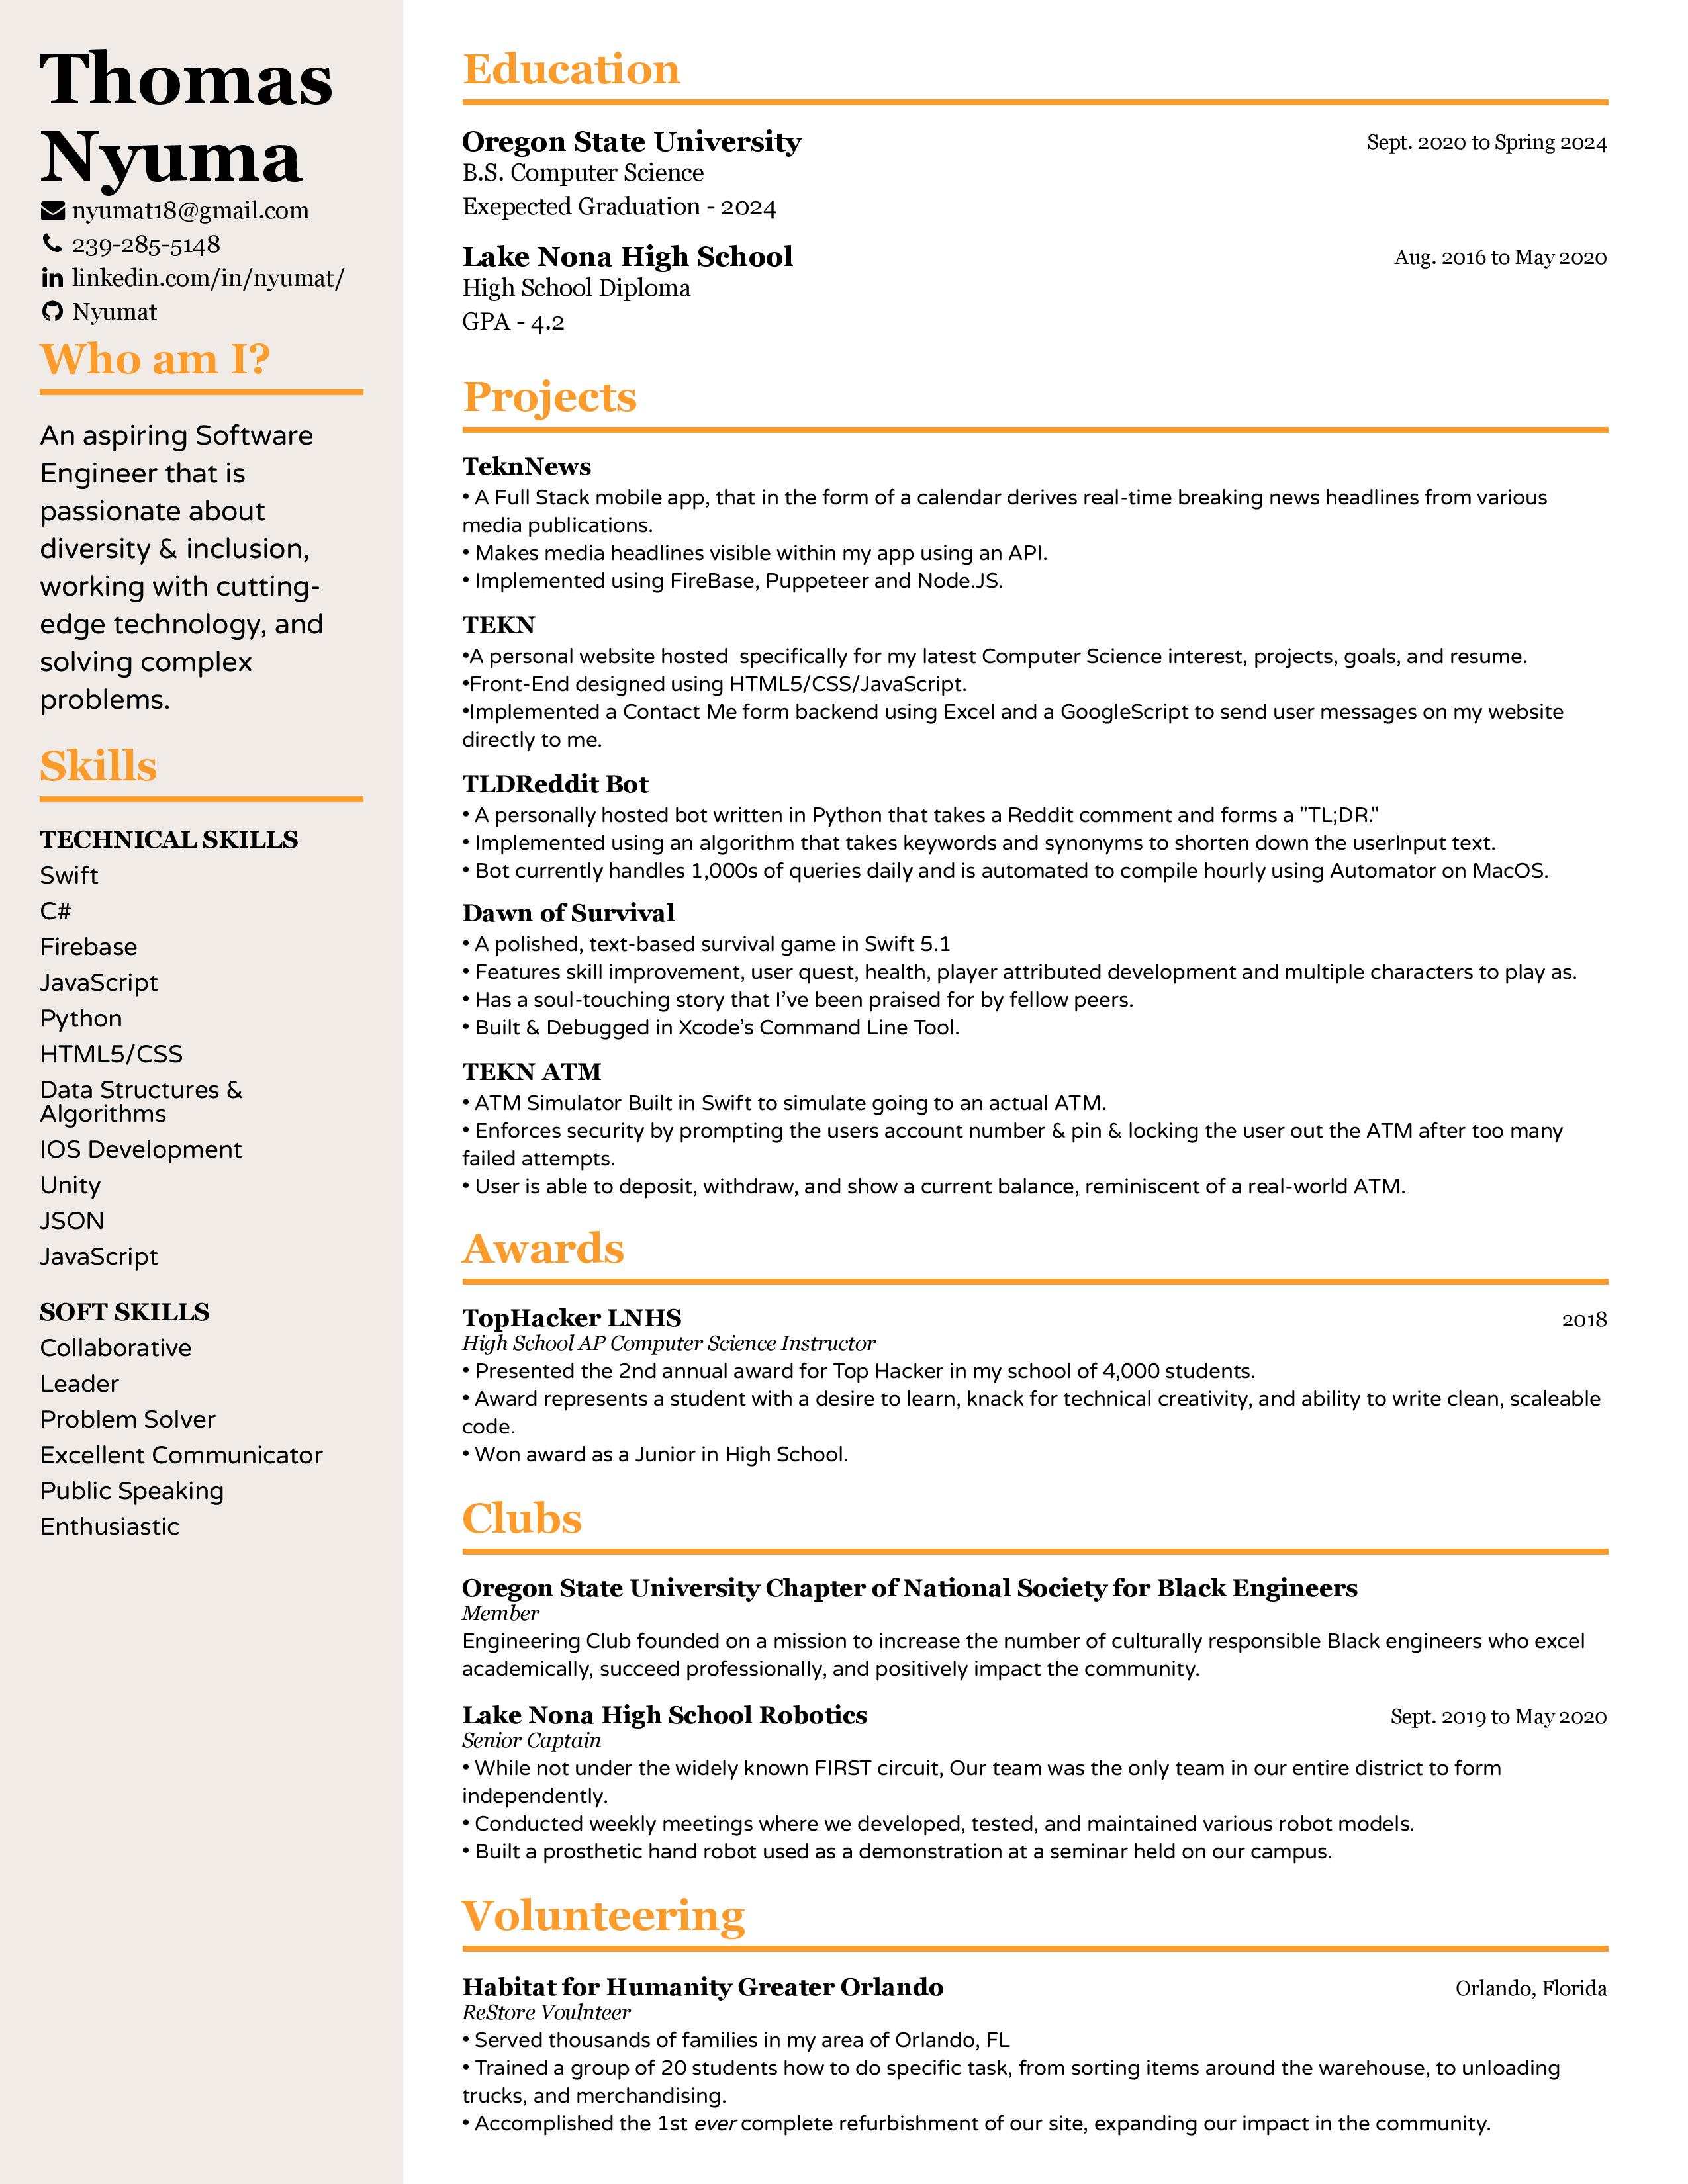 Thomas
Nyuma
nyumat18@gmail.com
239-285-5148
linkedin.com/in/nyumat/
Nyumat
Who am I?
An aspiring Software
Engineer that is
passionate about
diversity & inclusion,
working with cutting-
edge technology, and
solving complex
problems.
Skills
TECHNICAL SKILLS
Swift
C#
Firebase
JavaScript
Python
HTML5/CSS
Data Structures &
Algorithms
IOS Development
Unity
JSON
JavaScript
SOFT SKILLS
Collaborative
Leader
Problem Solver
Excellent Communicator
Public Speaking
Enthusiastic
Education
Oregon State University Sept. 2020 to Spring 2024
B.S. Computer Science
Exepected Graduation - 2024
Lake Nona High School Aug. 2016 to May 2020
High School Diploma
GPA - 4.2
Projects
TeknNews
• A Full Stack mobile app, that in the form of a calendar derives real-time breaking news headlines from various
media publications.
• Makes media headlines visible within my app using an API.
• Implemented using FireBase, Puppeteer and Node.JS.
TEKN
•A personal website hosted  specifically for my latest Computer Science interest, projects, goals, and resume.
•Front-End designed using HTML5/CSS/JavaScript.
•Implemented a Contact Me form backend using Excel and a GoogleScript to send user messages on my website
directly to me.
TLDReddit Bot
• A personally hosted bot written in Python that takes a Reddit comment and forms a "TL;DR."
• Implemented using an algorithm that takes keywords and synonyms to shorten down the userInput text.
• Bot currently handles 1,000s of queries daily and is automated to compile hourly using Automator on MacOS.
Dawn of Survival
• A polished, text-based survival game in Swift 5.1
• Features skill improvement, user quest, health, player attributed development and multiple characters to play as.
• Has a soul-touching story that I've been praised for by fellow peers.
• Built & Debugged in Xcode's Command Line Tool.
TEKN ATM
• ATM Simulator Built in Swift to simulate going to an actual ATM.
• Enforces security by prompting the users account number & pin & locking the user out the ATM after too many
failed attempts.
• User is able to deposit, withdraw, and show a current balance, reminiscent of a real-world ATM.
Awards
TopHacker LNHS 2018
High School AP Computer Science Instructor
• Presented the 2nd annual award for Top Hacker in my school of 4,000 students.
• Award represents a student with a desire to learn, knack for technical creativity, and ability to write clean, scaleable
code.
• Won award as a Junior in High School.
Clubs
Oregon State University Chapter of National Society for Black Engineers
Member
Engineering Club founded on a mission to increase the number of culturally responsible Black engineers who excel
academically, succeed professionally, and positively impact the community.
Lake Nona High School Robotics Sept. 2019 to May 2020
Senior Captain
• While not under the widely known FIRST circuit, Our team was the only team in our entire district to form
independently.
• Conducted weekly meetings where we developed, tested, and maintained various robot models.
• Built a prosthetic hand robot used as a demonstration at a seminar held on our campus.
Volunteering
Habitat for Humanity Greater Orlando Orlando, Florida
ReStore Voulnteer
• Served thousands of families in my area of Orlando, FL
• Trained a group of 20 students how to do specific task, from sorting items around the warehouse, to unloading
trucks, and merchandising.
• Accomplished the 1st ever complete refurbishment of our site, expanding our impact in the community.